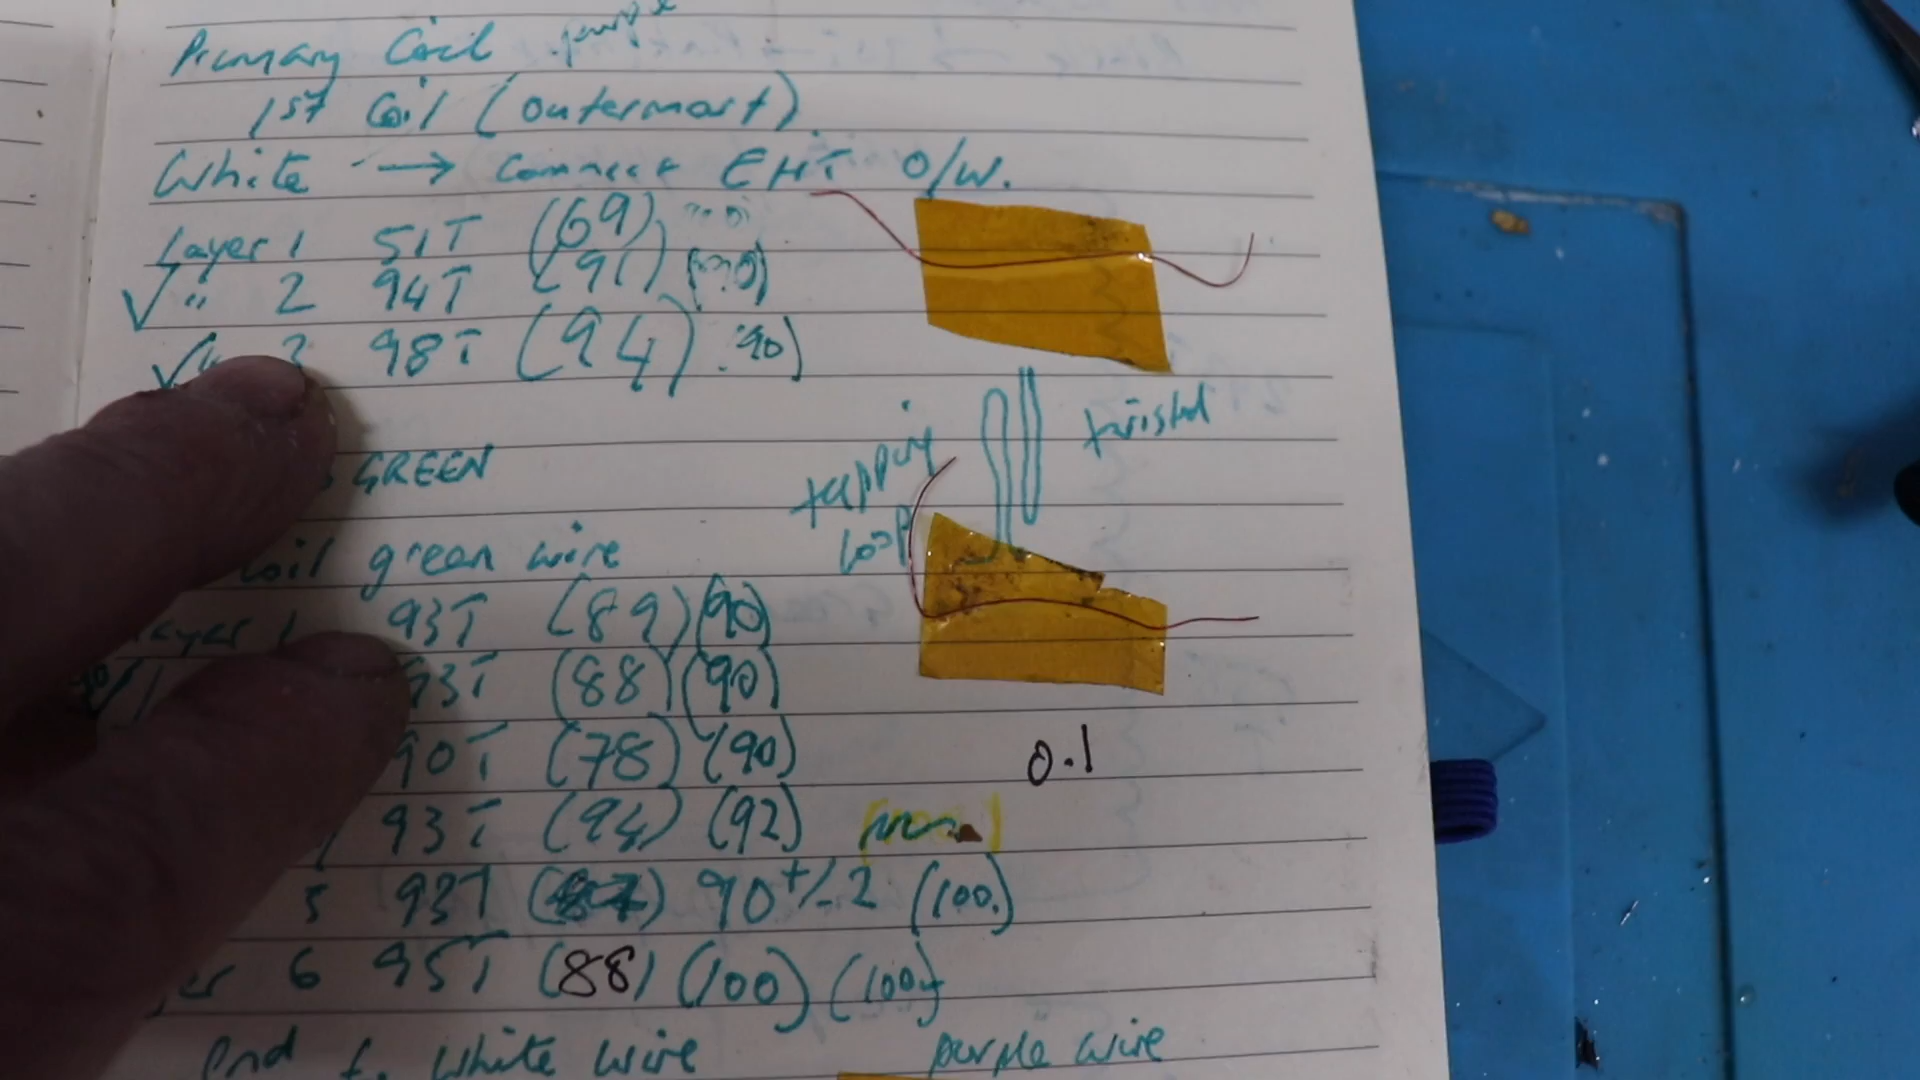 Primary Coil purple
1st Coil (outermost)
White → Connect EHT O/W.
Layer 1 51T (69)
√ " 2 94T (91)
√ " 3 98T (94) 90)
GREEN
tapping loop
twisted
Coil green wire
Layer 1 93T (89) (90)
93T (88) (90)
90T (78) (90)
0.1
93T (94) (92)
5 93T 90+/-2 (100.)
6 95T (88) (100) (100)
End of White wire purple wire